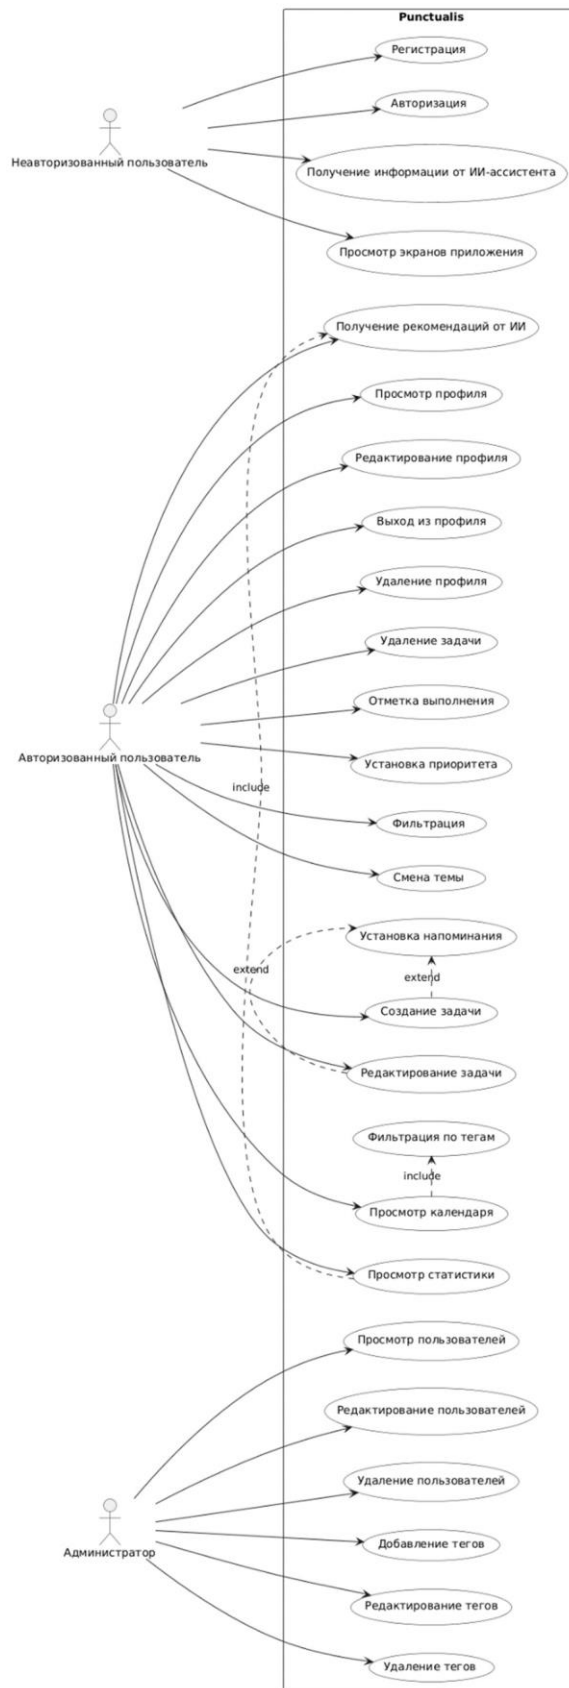 Punctualis
Регистрация
Авторизация
Неавторизованный пользователь
Получение информации от ИИ-ассистента
Просмотр экранов приложения
Получение рекомендаций от ИИ
Просмотр профиля
Редактирование профиля
Выход из профиля
Удаление профиля
Удаление задачи
Отметка выполнения
Авторизованный пользователь
Установка приоритета
include
Фильтрация
Смена темы
Установка напоминания
extend
extend
Создание задачи
Редактирование задачи
Фильтрация по тегам
include
Просмотр календаря
Просмотр статистики
Просмотр пользователей
Редактирование пользователей
Удаление пользователей
Добавление тегов
Администратор
Редактирование тегов
Удаление тегов